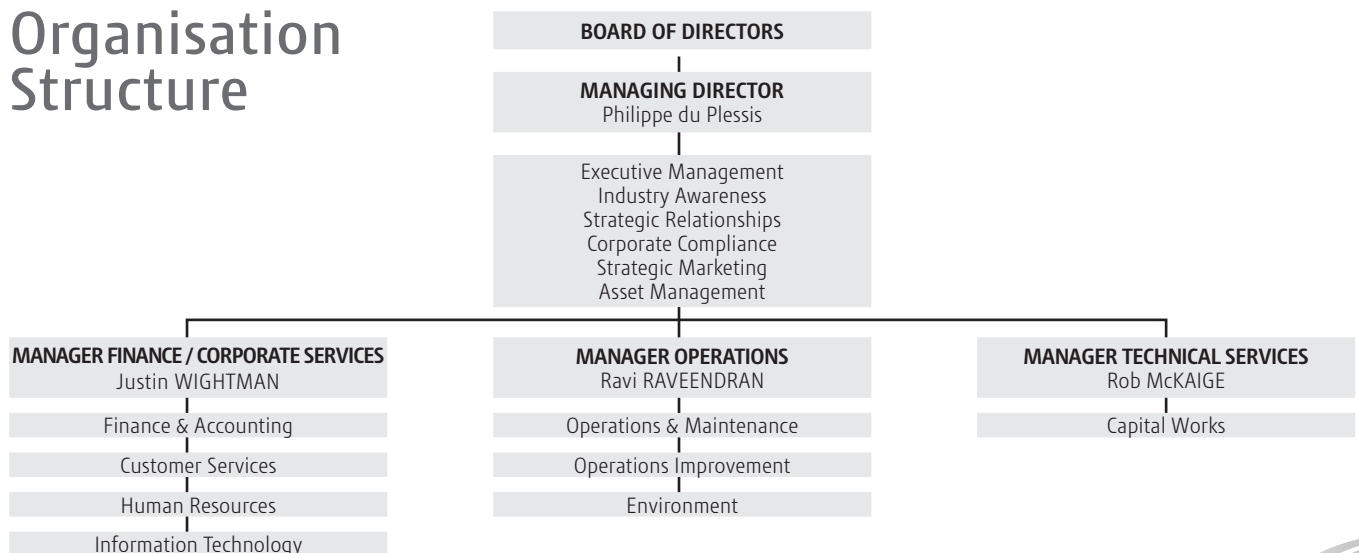 Organisation
Structure
BOARD OF DIRECTORS
MANAGING DIRECTOR
Philippe du Plessis
Executive Management
Industry Awareness
Strategic Relationships
Corporate Compliance
Strategic Marketing
Asset Management
MANAGER FINANCE / CORPORATE SERVICES
Justin WIGHTMAN
Finance & Accounting
Customer Services
Human Resources
Information Technology
MANAGER OPERATIONS
Ravi RAVEENDRAN
Operations & Maintenance
Operations Improvement
Environment
MANAGER TECHNICAL SERVICES
Rob McKAIGE
Capital Works